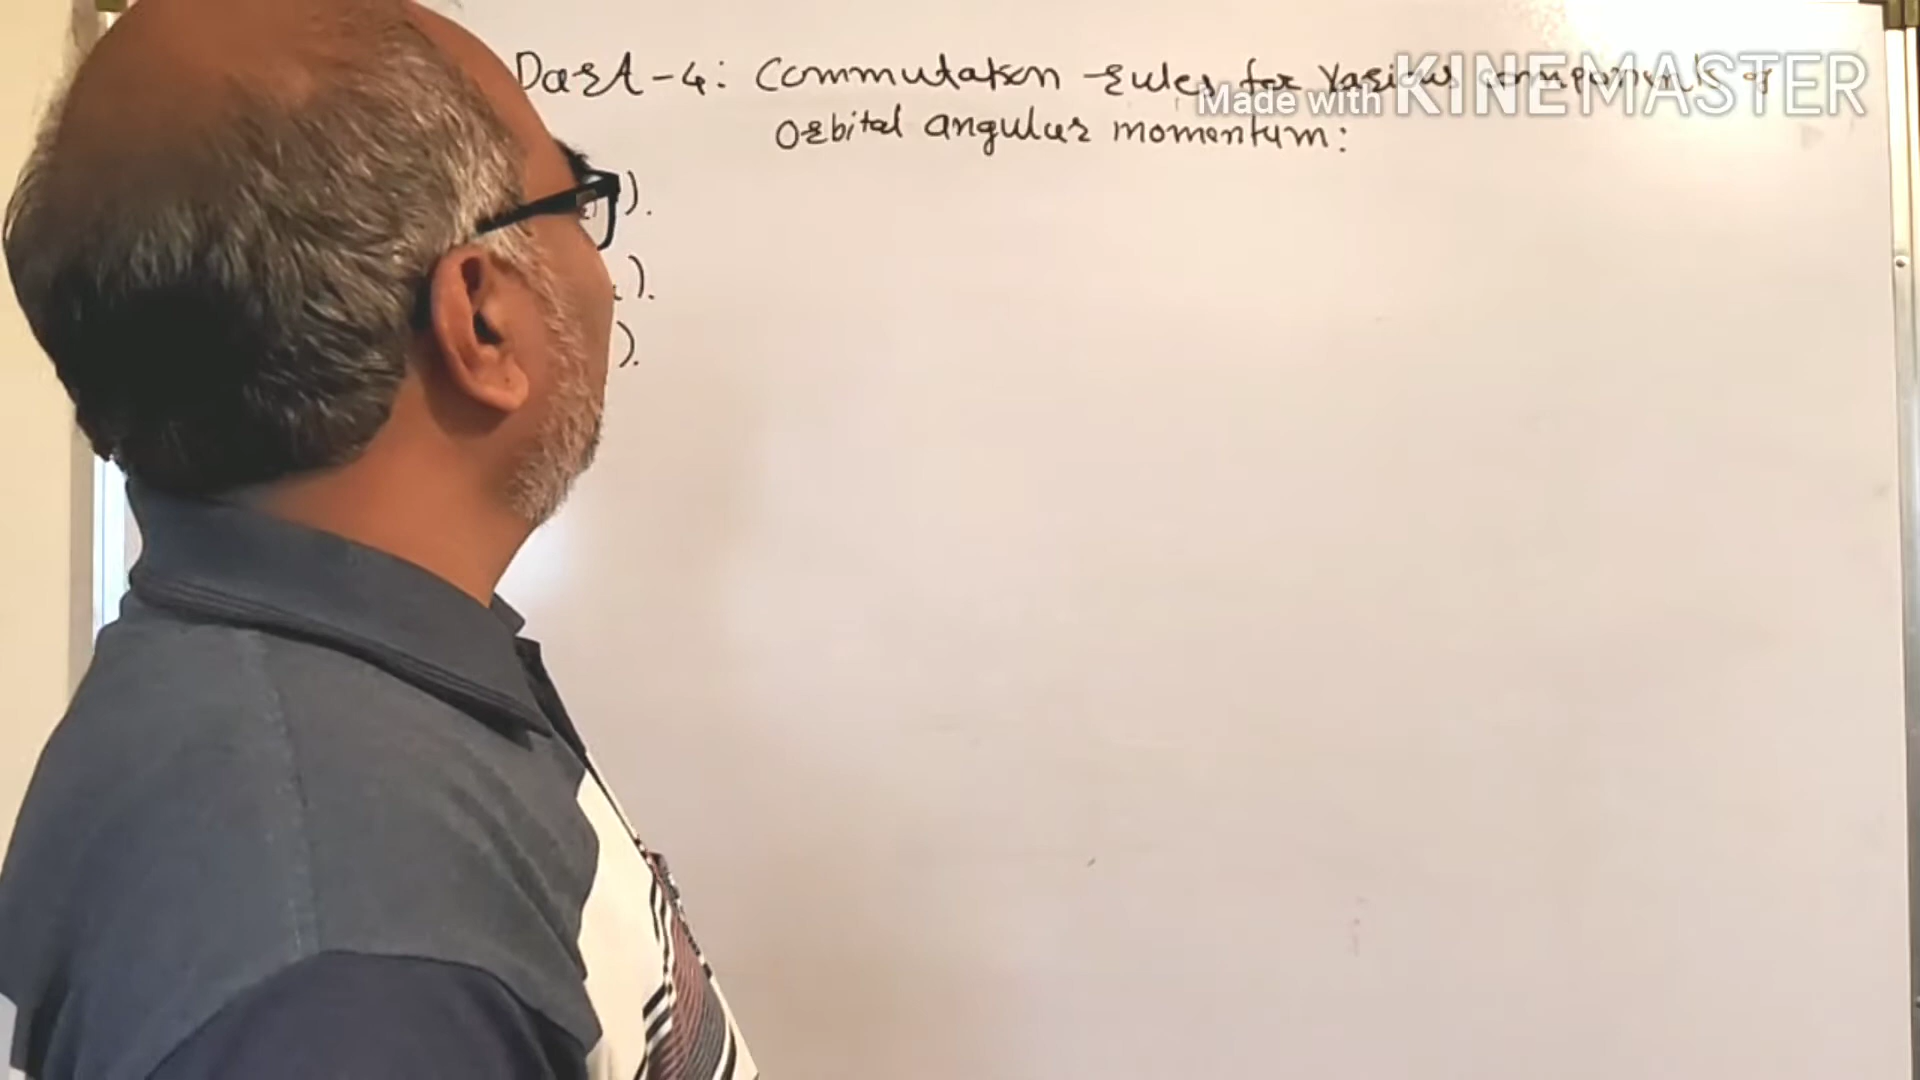 Part-4: Commutation rules for various components of
orbital angular momentum:
Made with KINEMASTER
).
).
).